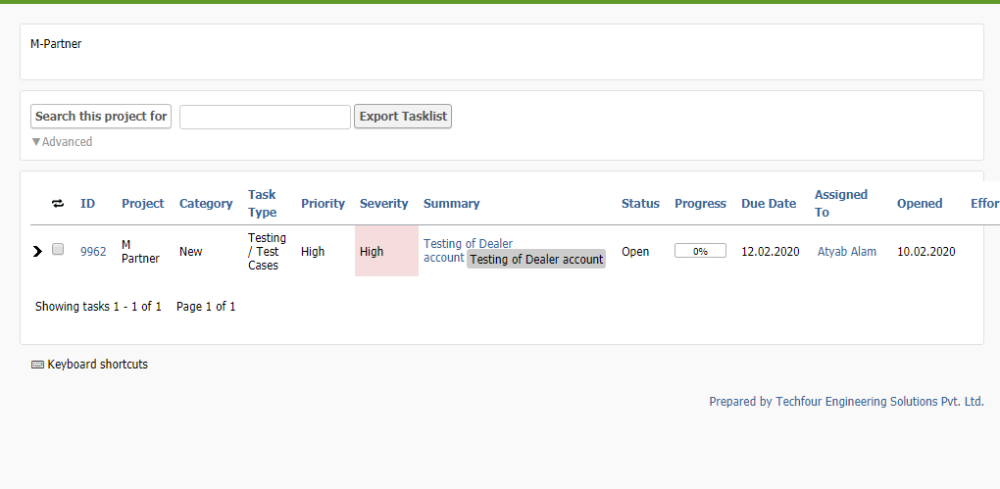 M-Partner
Search this project for Export Tasklist
▼Advanced
ID Project Category Task Type Priority Severity Summary Status Progress Due Date Assigned To Opened Effor
9962 M Partner New Testing / Test Cases High High Testing of Dealer account Open 0% 12.02.2020 Atyab Alam 10.02.2020
Testing of Dealer account
Showing tasks 1 - 1 of 1 Page 1 of 1
Keyboard shortcuts
Prepared by Techfour Engineering Solutions Pvt. Ltd.